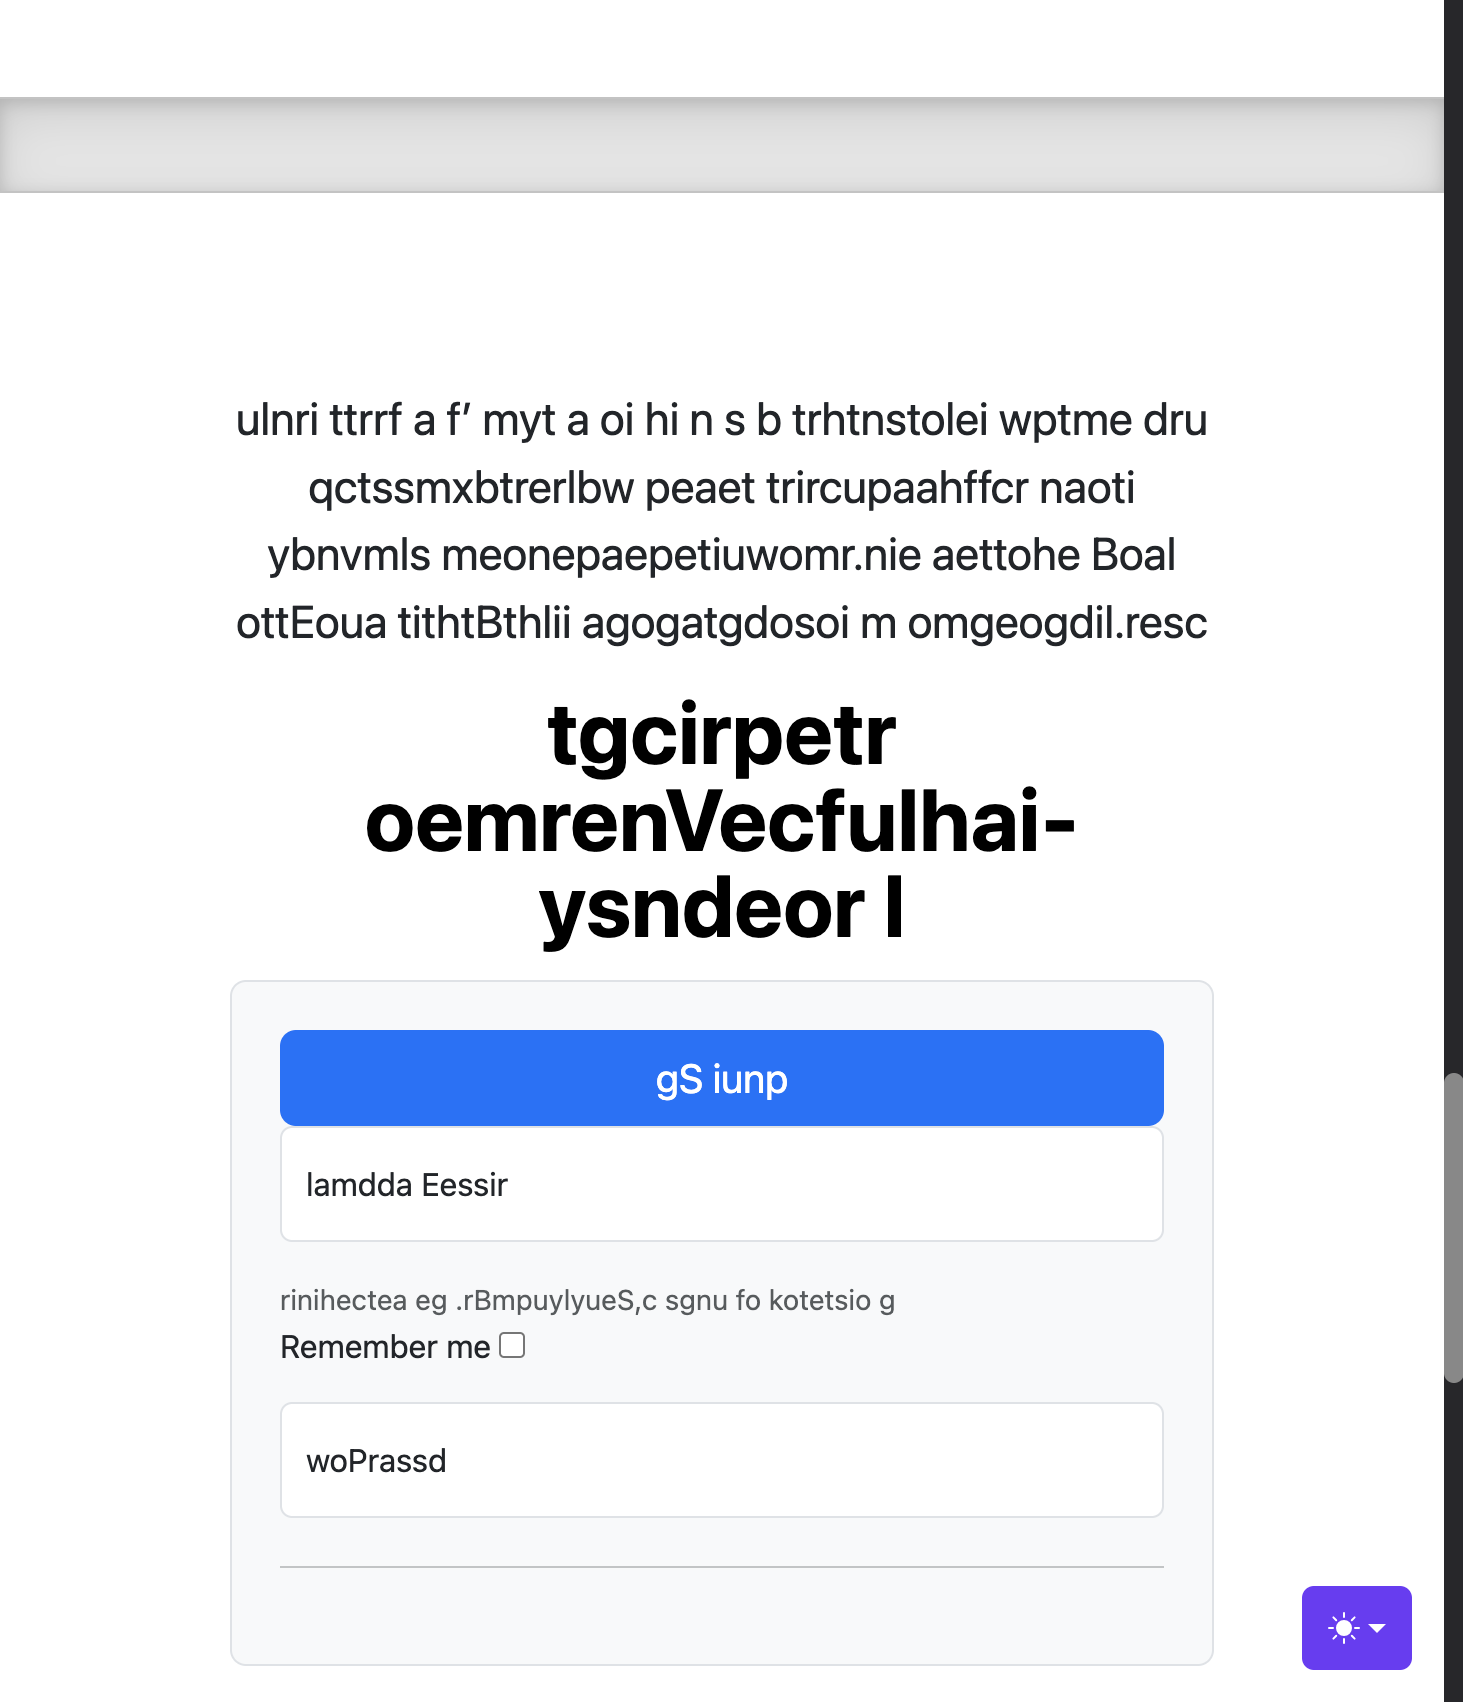 ulnri ttrrf a f’ myt a oi hi n s b trhtnstolei wptme dru
qctssmxbtrerlbw peaet trircupaahffcr naoti
ybnvmls meonepaepetiuwomr.nie aettohe Boal
ottEoua tithtBthlii agogatgdosoi m omgeogdil.resc
tgcirpetr
oemrenVecfulhai-
ysndeor l
gS iunp
lamdda Eessir
rinihectea eg .rBmpuylyueS,c sgnu fo kotetsio g
Remember me
woPrassd